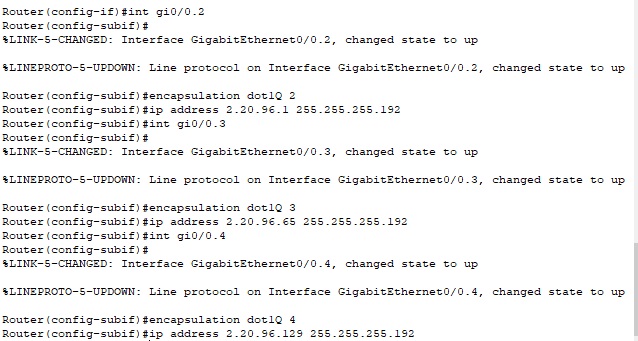 Router(config-if)#int gi0/0.2
Router(config-subif)#
%LINK-5-CHANGED: Interface GigabitEthernet0/0.2, changed state to up
%LINEPROTO-5-UPDOWN: Line protocol on Interface GigabitEthernet0/0.2, changed state to up
Router(config-subif)#encapsulation dot1Q 2
Router(config-subif)#ip address 2.20.96.1 255.255.255.192
Router(config-subif)#int gi0/0.3
Router(config-subif)#
%LINK-5-CHANGED: Interface GigabitEthernet0/0.3, changed state to up
%LINEPROTO-5-UPDOWN: Line protocol on Interface GigabitEthernet0/0.3, changed state to up
Router(config-subif)#encapsulation dot1Q 3
Router(config-subif)#ip address 2.20.96.65 255.255.255.192
Router(config-subif)#int gi0/0.4
Router(config-subif)#
%LINK-5-CHANGED: Interface GigabitEthernet0/0.4, changed state to up
%LINEPROTO-5-UPDOWN: Line protocol on Interface GigabitEthernet0/0.4, changed state to up
Router(config-subif)#encapsulation dot1Q 4
Router(config-subif)#ip address 2.20.96.129 255.255.255.192